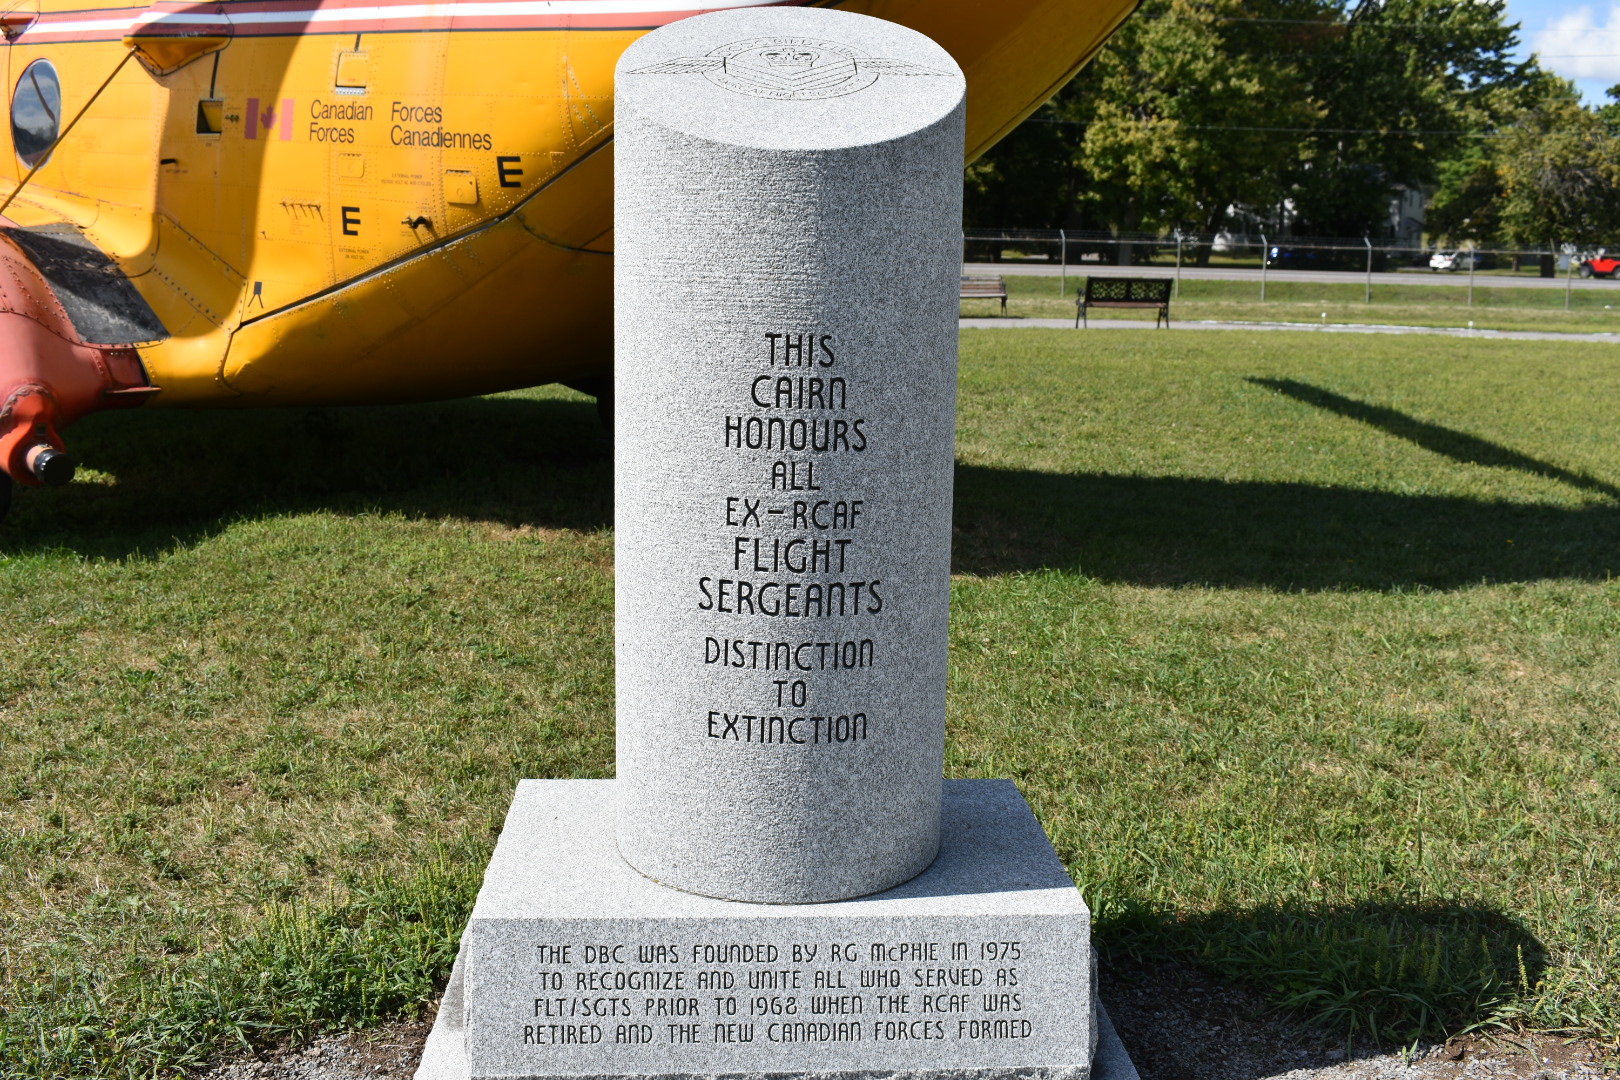 Canadian Forces
Forces Canadiennes
E
E
THIS
CAIRN
HONOURS
ALL
EX-RCAF
FLIGHT
SERGEANTS
DISTINCTION
TO
EXTINCTION
THE DBC WAS FOUNDED BY RG McPHIE IN 1975
TO RECOGNIZE AND UNITE ALL WHO SERVED AS
FLT/SGTS PRIOR TO 1968 WHEN THE RCAF WAS
RETIRED AND THE NEW CANADIAN FORCES FORMED